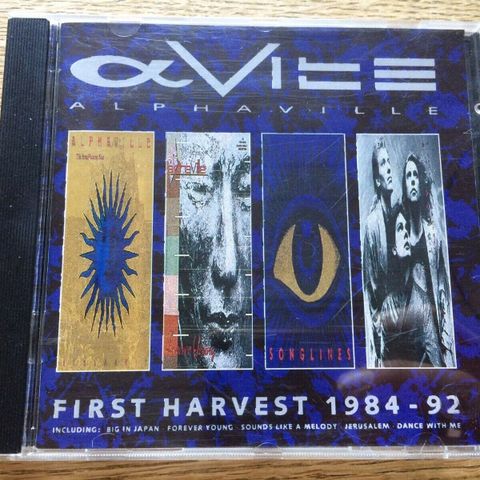 αVILLE
ALPHAVILLE
ALPHAVILLE
SONGLINES
FIRST HARVEST 1984-92
INCLUDING: BIG IN JAPAN · FOREVER YOUNG · SOUNDS LIKE A MELODY · JERUSALEM · DANCE WITH ME